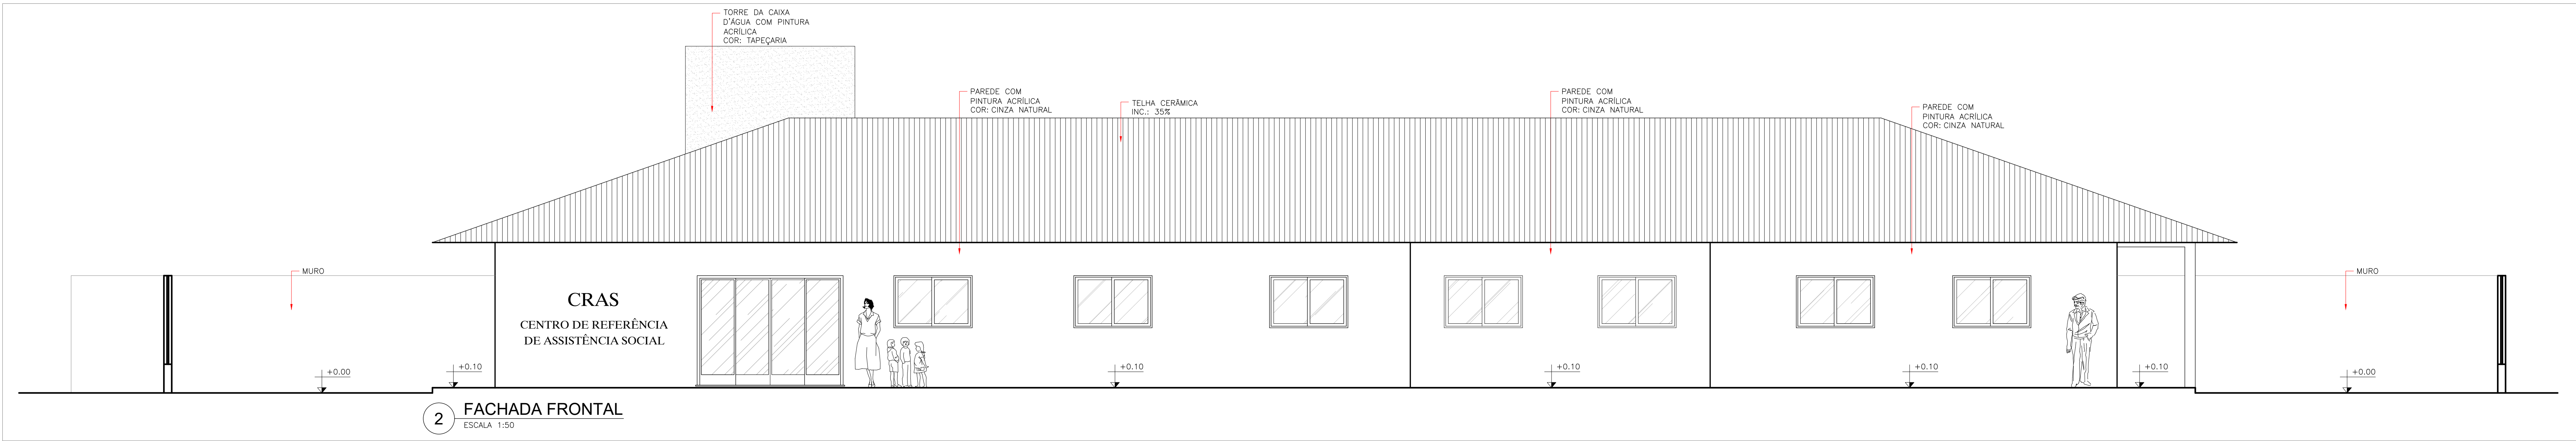 TORRE DA CAIXA
D'ÁGUA COM PINTURA
ACRÍLICA
COR: TAPEÇARIA
PAREDE COM
PINTURA ACRÍLICA
COR: CINZA NATURAL
TELHA CERÂMICA
INC.: 35%
PAREDE COM
PINTURA ACRÍLICA
COR: CINZA NATURAL
PAREDE COM
PINTURA ACRÍLICA
COR: CINZA NATURAL
MURO
MURO
CRAS
CENTRO DE REFERÊNCIA
DE ASSISTÊNCIA SOCIAL
+0.00
+0.10
+0.10
+0.10
+0.10
+0.10
+0.00
2
FACHADA FRONTAL
ESCALA 1:50